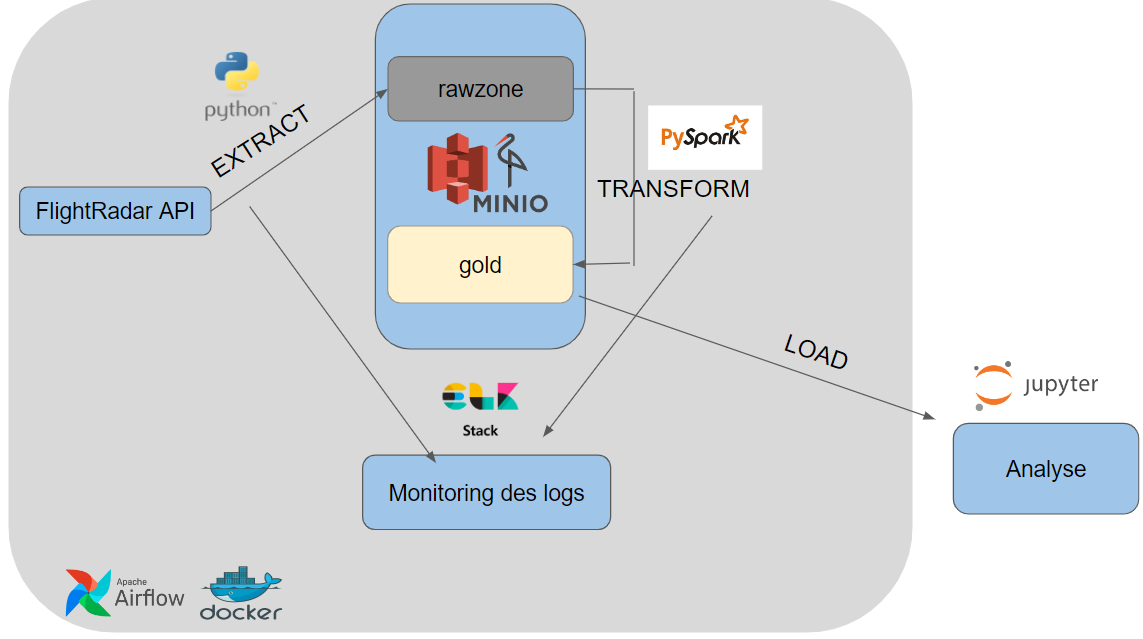 python™
EXTRACT
FlightRadar API
rawzone
MINIO
gold
PySpark
TRANSFORM
LOAD
Stack
Monitoring des logs
jupyter
Analyse
Apache
Airflow
docker